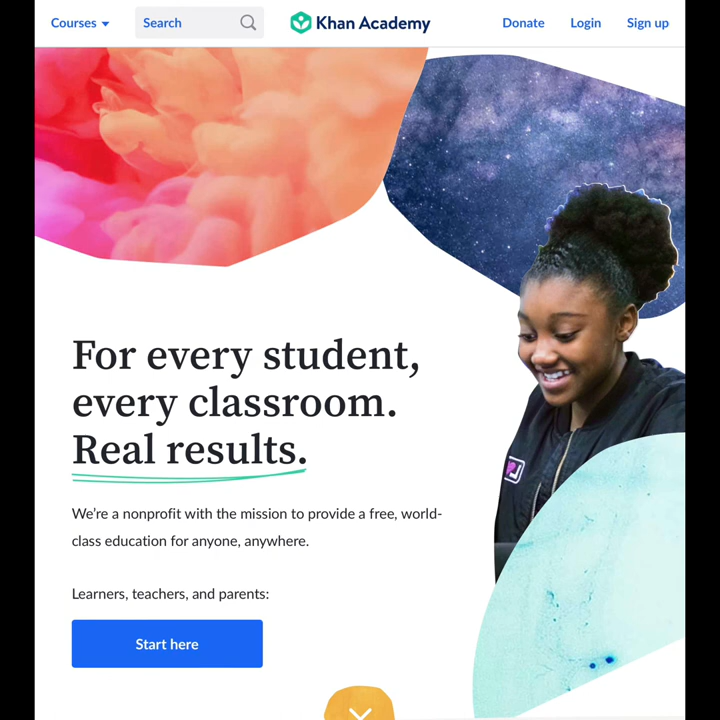 Courses
Search
Khan Academy
Donate
Login
Sign up
For every student,
every classroom.
Real results.
We're a nonprofit with the mission to provide a free, world-
class education for anyone, anywhere.
Learners, teachers, and parents:
Start here